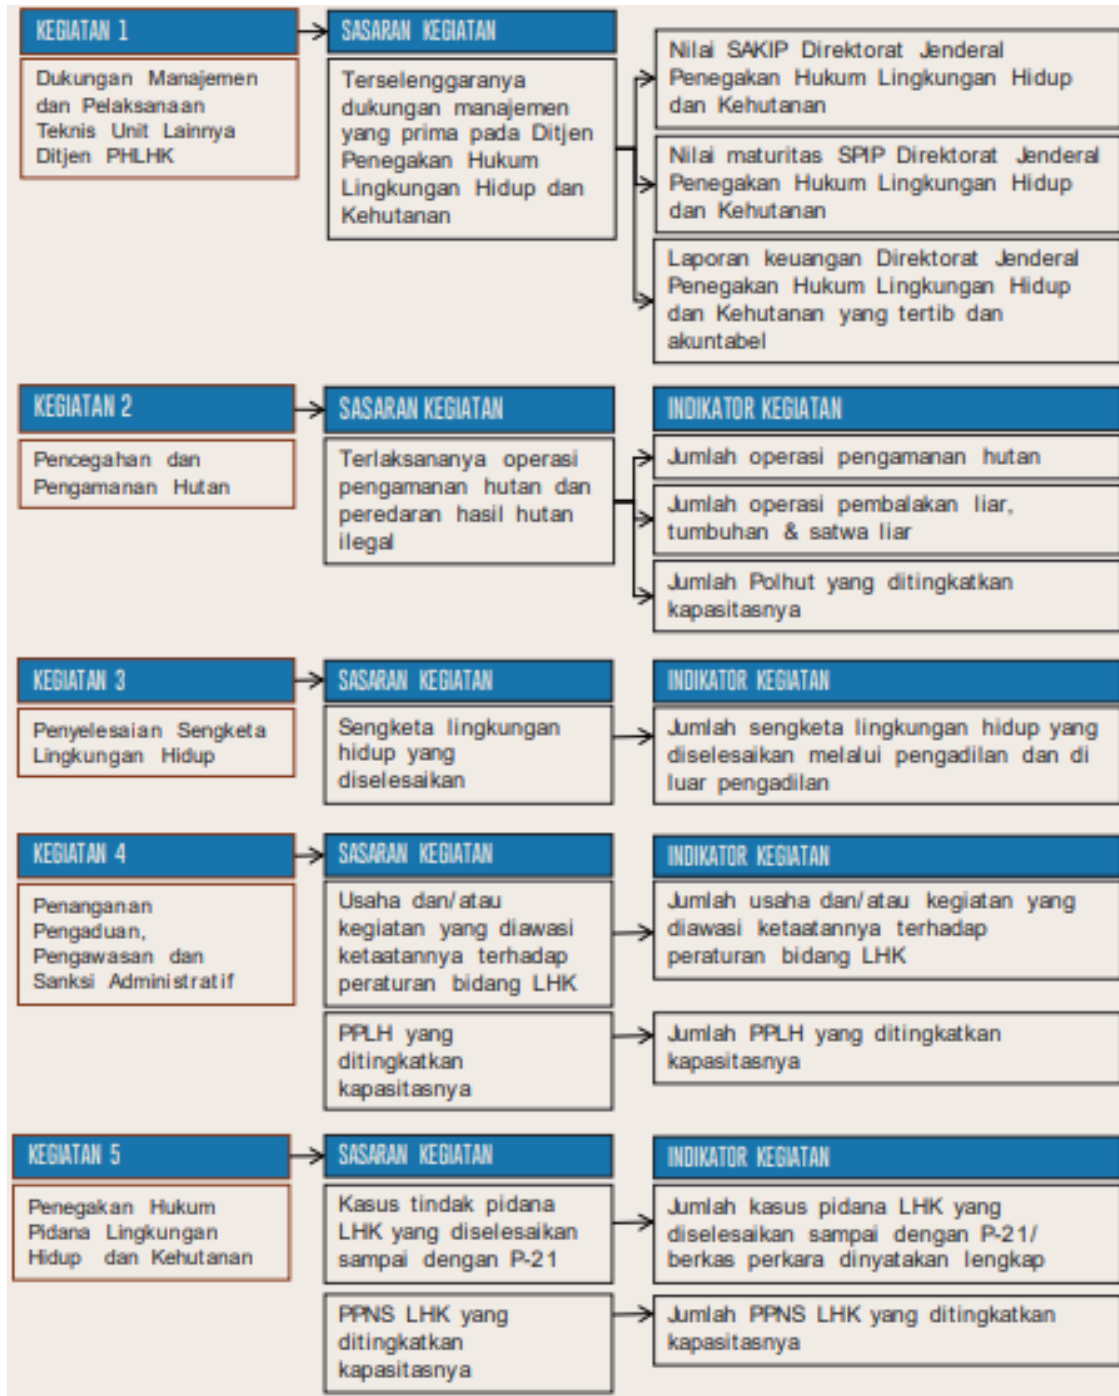 KEGIATAN 1
Dukungan Manajemen
dan Pelaksanaan
Teknis Unit Lainnya
Ditjen PHLHK
SASARAN KEGIATAN
Terselenggaranya
dukungan manajemen
yang prima pada Ditjen
Penegakan Hukum
Lingkungan Hidup dan
Kehutanan
Nilai SAKIP Direktorat Jenderal
Penegakan Hukum Lingkungan Hidup
dan Kehutanan
Nilai maturitas SPIP Direktorat Jenderal
Penegakan Hukum Lingkungan Hidup
dan Kehutanan
Laporan keuangan Direktorat Jenderal
Penegakan Hukum Lingkungan Hidup
dan Kehutanan yang tertib dan
akuntabel
KEGIATAN 2
Pencegahan dan
Pengamanan Hutan
SASARAN KEGIATAN
Terlaksananya operasi
pengamanan hutan dan
peredaran hasil hutan
ilegal
INDIKATOR KEGIATAN
Jumlah operasi pengamanan hutan
Jumlah operasi pembalakan liar,
tumbuhan & satwa liar
Jumlah Polhut yang ditingkatkan
kapasitasnya
KEGIATAN 3
Penyelesaian Sengketa
Lingkungan Hidup
SASARAN KEGIATAN
Sengketa lingkungan
hidup yang
diselesaikan
INDIKATOR KEGIATAN
Jumlah sengketa lingkungan hidup yang
diselesaikan melalui pengadilan dan di
luar pengadilan
KEGIATAN 4
Penanganan
Pengaduan,
Pengawasan dan
Sanksi Administratif
SASARAN KEGIATAN
Usaha dan/atau
kegiatan yang diawasi
ketaatannya terhadap
peraturan bidang LHK
INDIKATOR KEGIATAN
Jumlah usaha dan/atau kegiatan yang
diawasi ketaatannya terhadap
peraturan bidang LHK
PPLH yang
ditingkatkan
kapasitasnya
Jumlah PPLH yang ditingkatkan
kapasitasnya
KEGIATAN 5
Penegakan Hukum
Pidana Lingkungan
Hidup dan Kehutanan
SASARAN KEGIATAN
Kasus tindak pidana
LHK yang diselesaikan
sampai dengan P-21
INDIKATOR KEGIATAN
Jumlah kasus pidana LHK yang
diselesaikan sampai dengan P-21/
berkas perkara dinyatakan lengkap
PPNS LHK yang
ditingkatkan
kapasitasnya
Jumlah PPNS LHK yang ditingkatkan
kapasitasnya